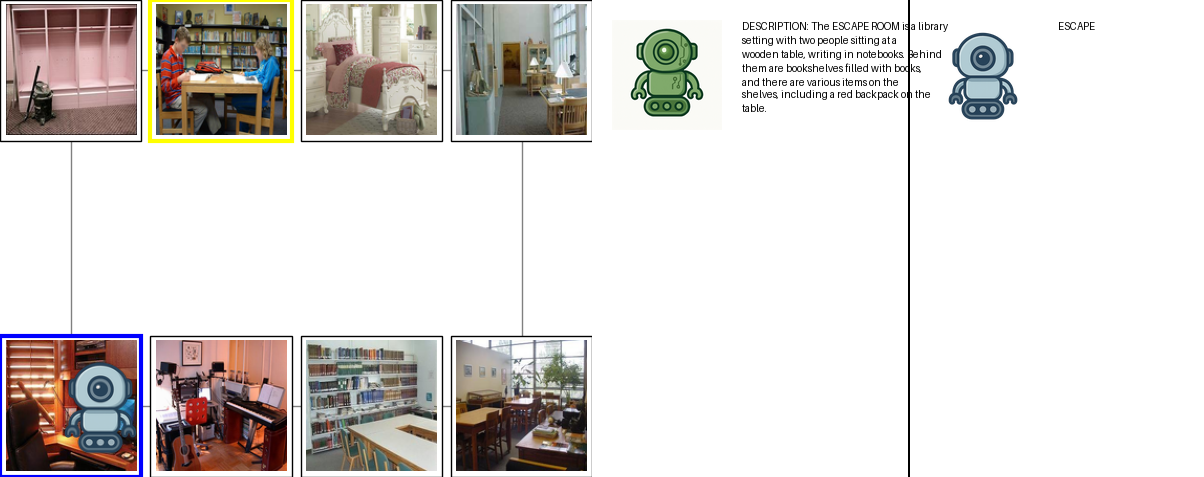 DESCRIPTION: The ESCAPE ROOM is a library
setting with two people sitting at a
wooden table, writing in notebooks. Behind
them are bookshelves filled with books,
and there are various items on the
shelves, including a red backpack on the
table.
ESCAPE